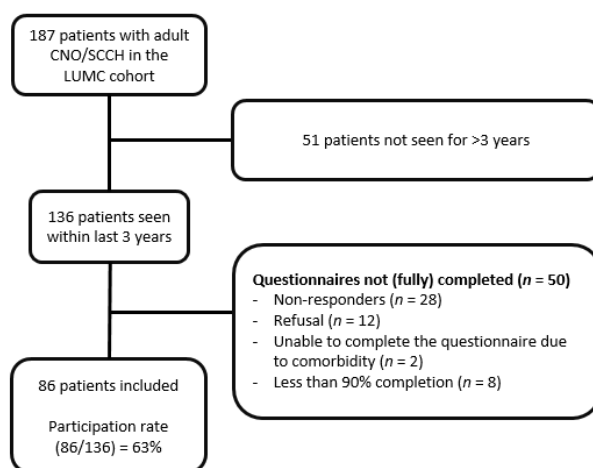 187 patients with adult
CNO/SCCH in the
LUMC cohort
51 patients not seen for >3 years
136 patients seen
within last 3 years
Questionnaires not (fully) completed (n = 50)
- Non-responders (n = 28)
- Refusal (n = 12)
- Unable to complete the questionnaire due
to comorbidity (n = 2)
- Less than 90% completion (n = 8)
86 patients included
Participation rate
(86/136) = 63%